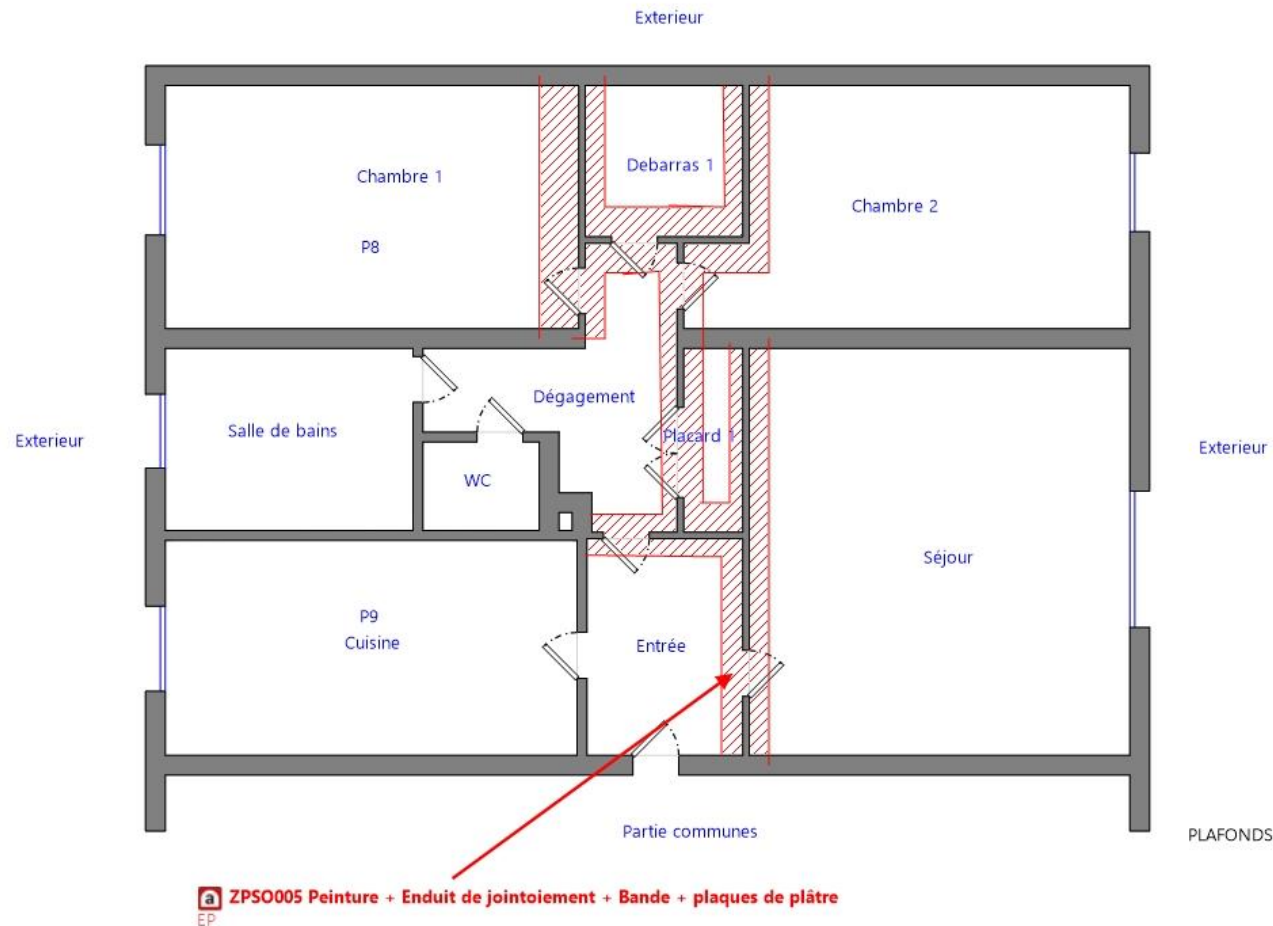 Exterieur
Chambre 1
Debarras 1
Chambre 2
P8
Dégagement
Salle de bains
Placard 1
Exterieur
Exterieur
WC
Séjour
P9
Cuisine
Entrée
Partie communes
PLAFONDS
a ZPSO005 Peinture + Enduit de jointoiement + Bande + plaques de plâtre
EP